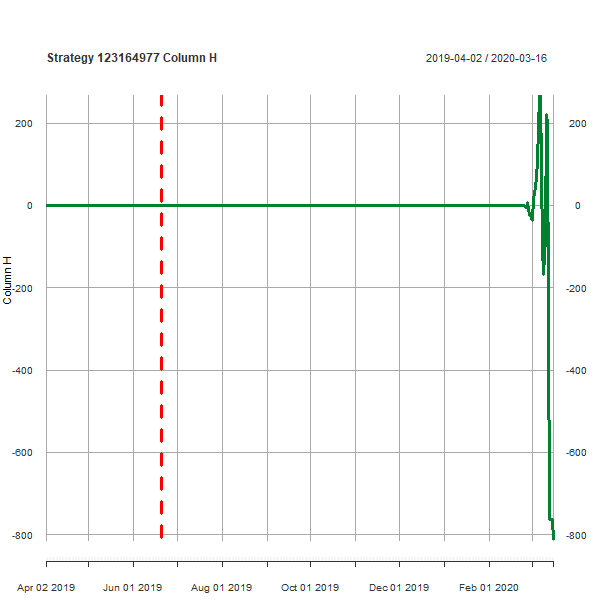 Strategy 123164977 Column H
2019-04-02 / 2020-03-16
200
200
0
0
-200
-200
-400
-400
-600
-600
-800
-800
Column H
Apr 02 2019
Jun 01 2019
Aug 01 2019
Oct 01 2019
Dec 01 2019
Feb 01 2020